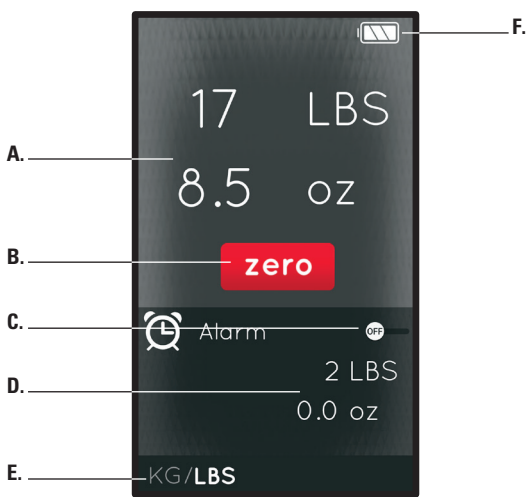 F.
17 LBS
A.
8.5 oz
B.
zero
C.
Alarm OFF
2 LBS
D.
0.0 oz
E.
KG/LBS